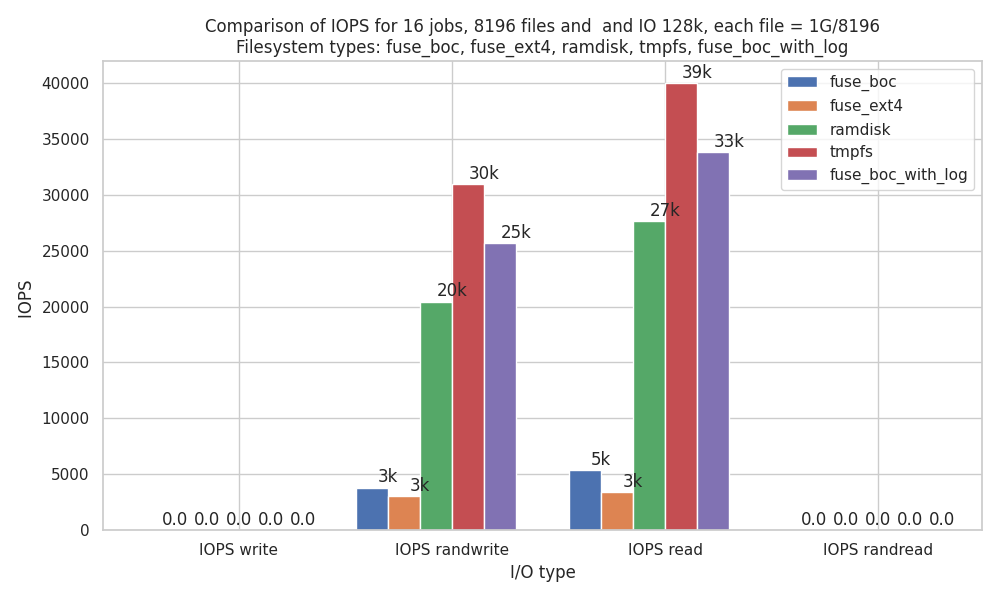 Comparison of IOPS for 16 jobs, 8196 files and  and IO 128k, each file = 1G/8196
Filesystem types: fuse_boc, fuse_ext4, ramdisk, tmpfs, fuse_boc_with_log
fuse_boc
fuse_ext4
ramdisk
tmpfs
fuse_boc_with_log
IOPS
40000
35000
30000
25000
20000
15000
10000
5000
0
0.0 0.0 0.0 0.0 0.0
3k 3k 20k 30k 25k
5k 3k 27k 39k 33k
0.0 0.0 0.0 0.0 0.0
IOPS write IOPS randwrite IOPS read IOPS randread
I/O type